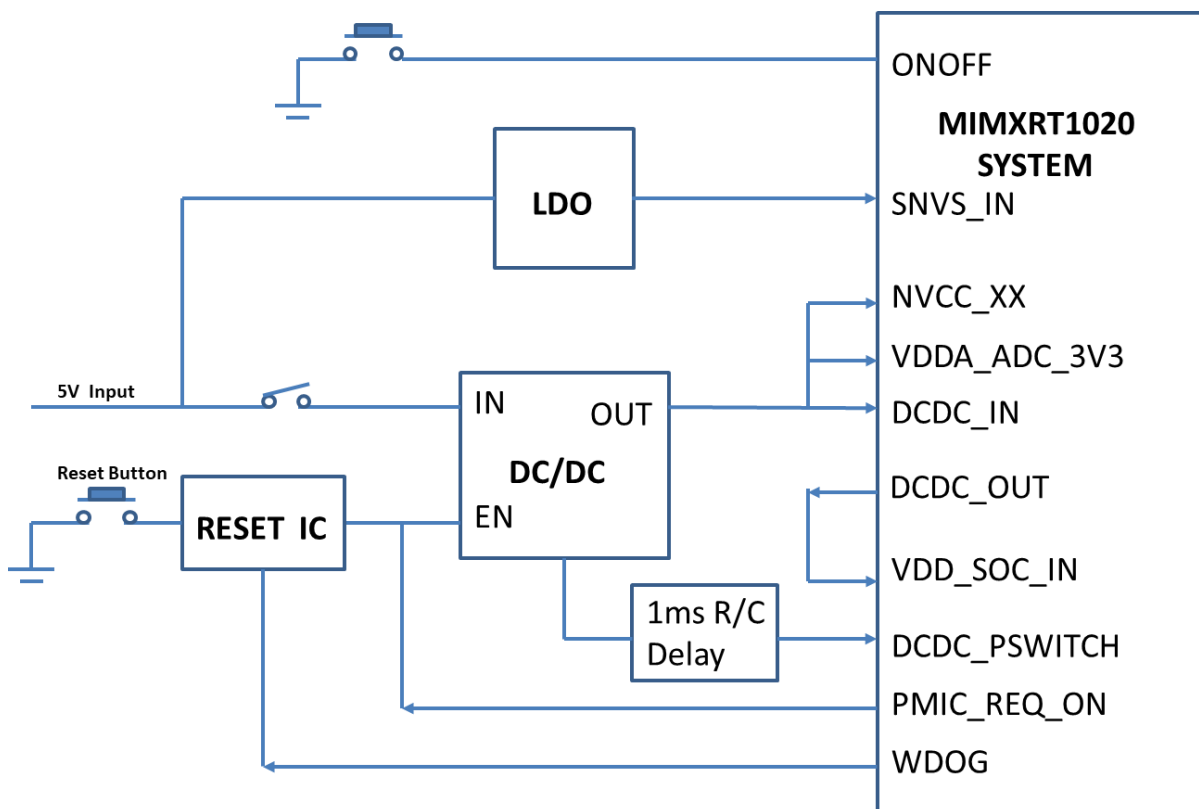 ONOFF
MIMXRT1020
SYSTEM
LDO
SNVS_IN
NVCC_XX
VDDA_ADC_3V3
5V Input
IN
OUT
DCDC_IN
DC/DC
Reset Button
DCDC_OUT
RESET IC
EN
VDD_SOC_IN
1ms R/C
Delay
DCDC_PSWITCH
PMIC_REQ_ON
WDOG